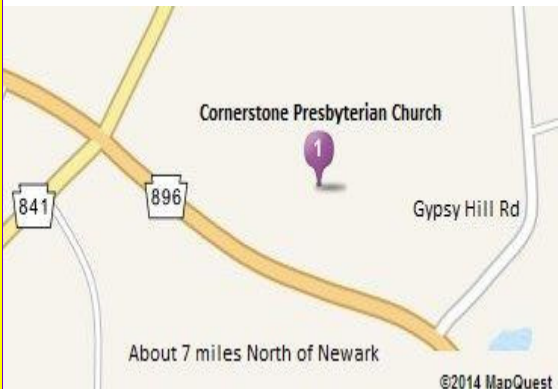 Cornerstone Presbyterian Church
1
841
896
Gypsy Hill Rd
About 7 miles North of Newark
©2014 MapQuest